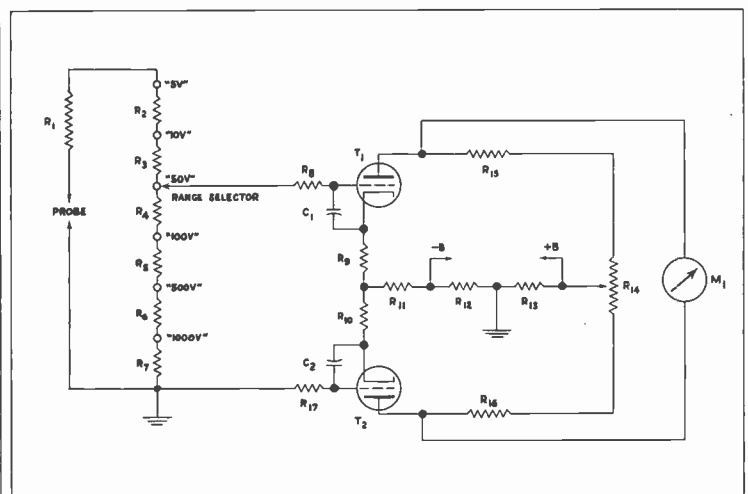 "5V"
R1
R2
"10V"
R3
"50V"
RANGE SELECTOR
PROBE
R4
"100V"
R5
"500V"
R6
"1000V"
R7
R8
C1
T1
R9
R10
C2
R17
T2
R11
-B
R12
+B
R13
R14
R15
R16
M1